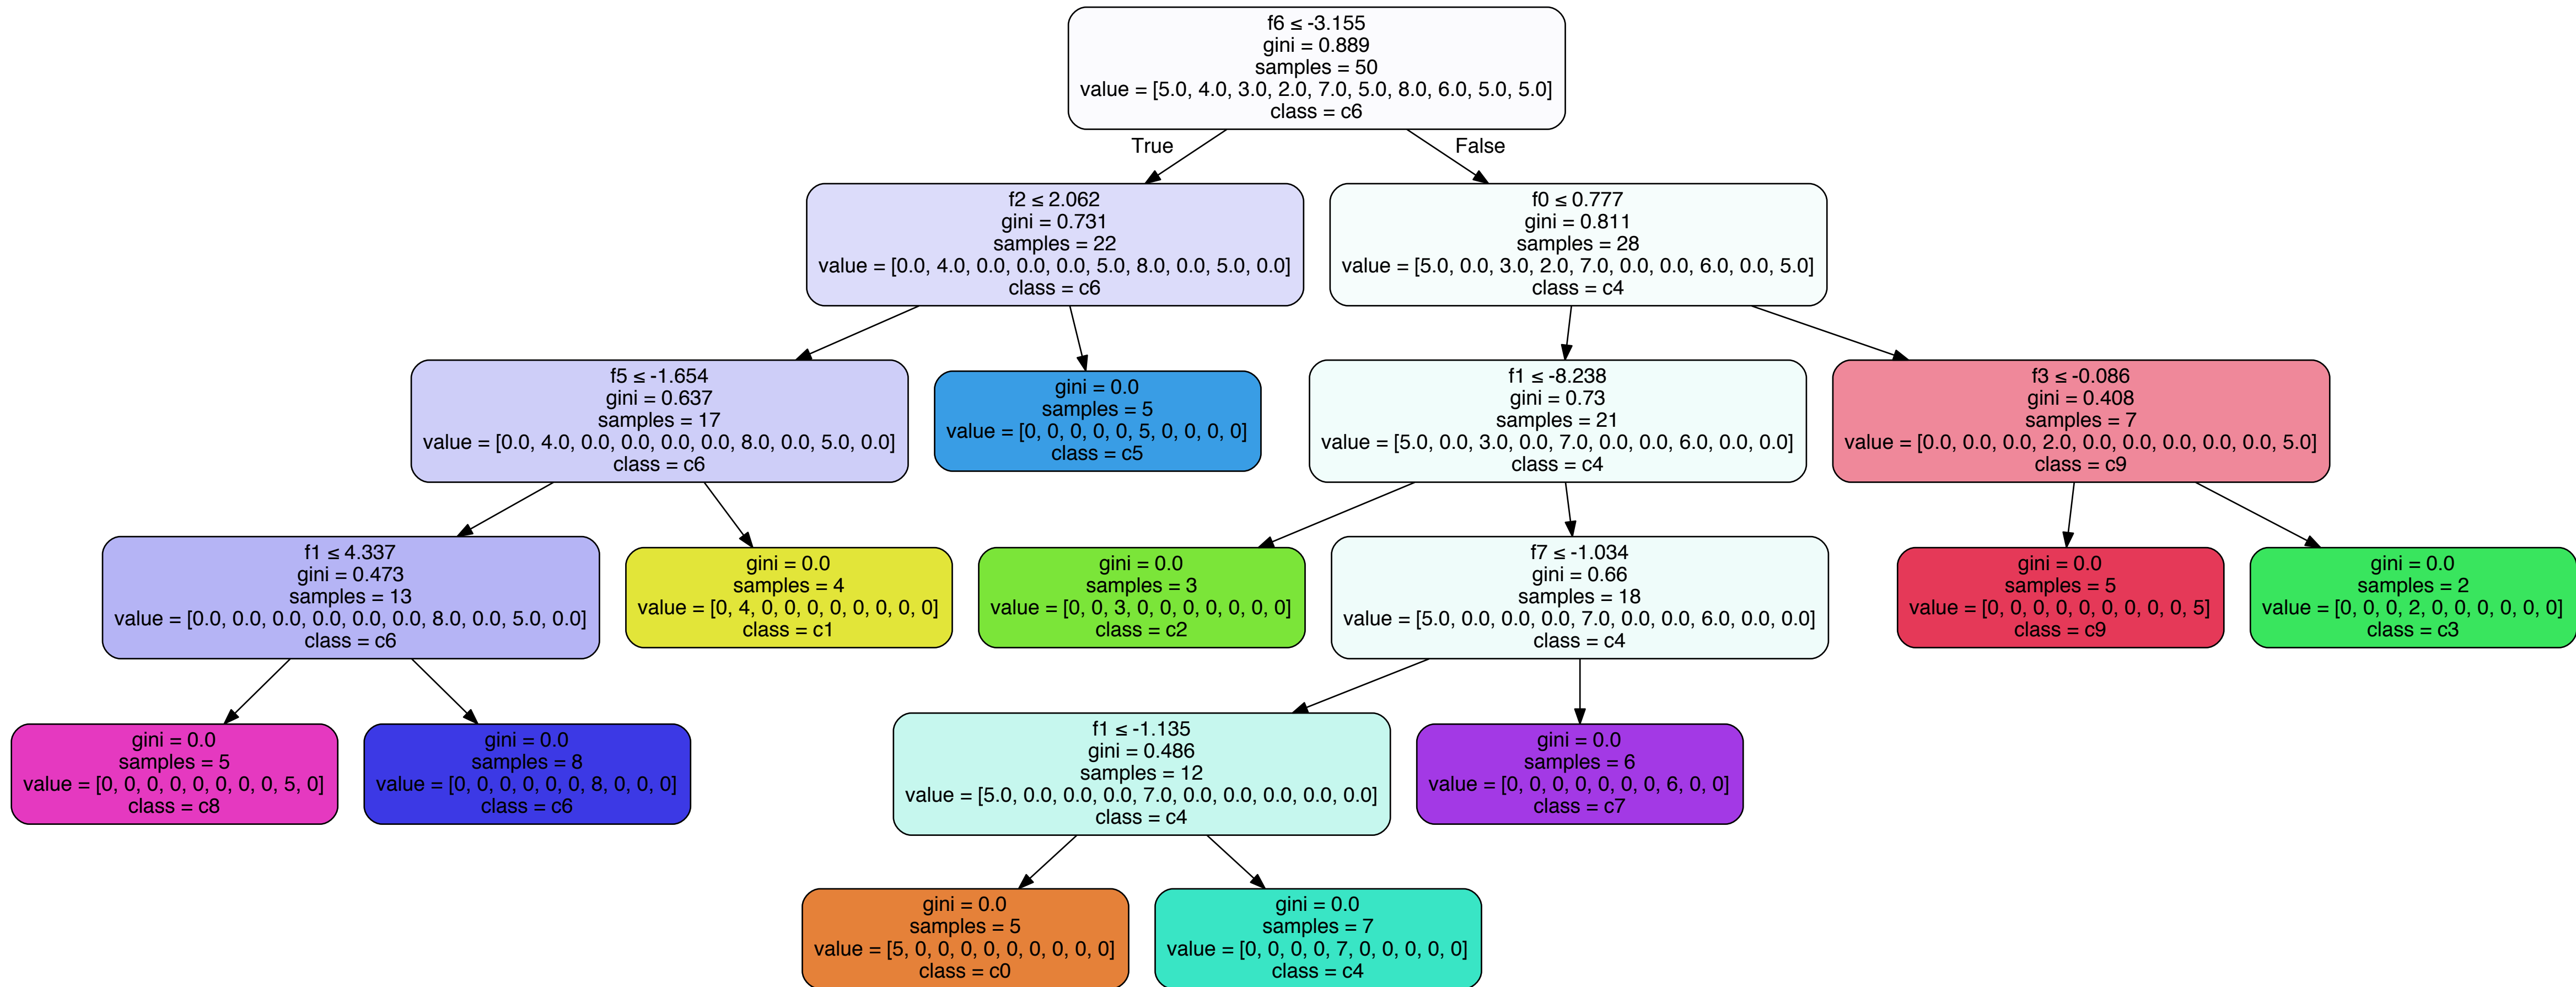 f6 ≤ -3.155
gini = 0.889
samples = 50
value = [5.0, 4.0, 3.0, 2.0, 7.0, 5.0, 8.0, 6.0, 5.0, 5.0]
class = c6
True
False
f2 ≤ 2.062
gini = 0.731
samples = 22
value = [0.0, 4.0, 0.0, 0.0, 0.0, 5.0, 8.0, 0.0, 5.0, 0.0]
class = c6
f0 ≤ 0.777
gini = 0.811
samples = 28
value = [5.0, 0.0, 3.0, 2.0, 7.0, 0.0, 0.0, 6.0, 0.0, 5.0]
class = c4
f5 ≤ -1.654
gini = 0.637
samples = 17
value = [0.0, 4.0, 0.0, 0.0, 0.0, 0.0, 8.0, 0.0, 5.0, 0.0]
class = c6
gini = 0.0
samples = 5
value = [0, 0, 0, 0, 0, 5, 0, 0, 0, 0]
class = c5
f1 ≤ -8.238
gini = 0.73
samples = 21
value = [5.0, 0.0, 3.0, 0.0, 7.0, 0.0, 0.0, 6.0, 0.0, 0.0]
class = c4
f3 ≤ -0.086
gini = 0.408
samples = 7
value = [0.0, 0.0, 0.0, 2.0, 0.0, 0.0, 0.0, 0.0, 0.0, 5.0]
class = c9
f1 ≤ 4.337
gini = 0.473
samples = 13
value = [0.0, 0.0, 0.0, 0.0, 0.0, 0.0, 8.0, 0.0, 5.0, 0.0]
class = c6
gini = 0.0
samples = 4
value = [0, 4, 0, 0, 0, 0, 0, 0, 0, 0]
class = c1
gini = 0.0
samples = 3
value = [0, 0, 3, 0, 0, 0, 0, 0, 0, 0]
class = c2
f7 ≤ -1.034
gini = 0.66
samples = 18
value = [5.0, 0.0, 0.0, 0.0, 7.0, 0.0, 0.0, 6.0, 0.0, 0.0]
class = c4
gini = 0.0
samples = 5
value = [0, 0, 0, 0, 0, 0, 0, 0, 0, 5]
class = c9
gini = 0.0
samples = 2
value = [0, 0, 0, 2, 0, 0, 0, 0, 0, 0]
class = c3
gini = 0.0
samples = 5
value = [0, 0, 0, 0, 0, 0, 0, 0, 5, 0]
class = c8
gini = 0.0
samples = 8
value = [0, 0, 0, 0, 0, 0, 8, 0, 0, 0]
class = c6
f1 ≤ -1.135
gini = 0.486
samples = 12
value = [5.0, 0.0, 0.0, 0.0, 7.0, 0.0, 0.0, 0.0, 0.0, 0.0]
class = c4
gini = 0.0
samples = 6
value = [0, 0, 0, 0, 0, 0, 0, 6, 0, 0]
class = c7
gini = 0.0
samples = 5
value = [5, 0, 0, 0, 0, 0, 0, 0, 0, 0]
class = c0
gini = 0.0
samples = 7
value = [0, 0, 0, 0, 7, 0, 0, 0, 0, 0]
class = c4